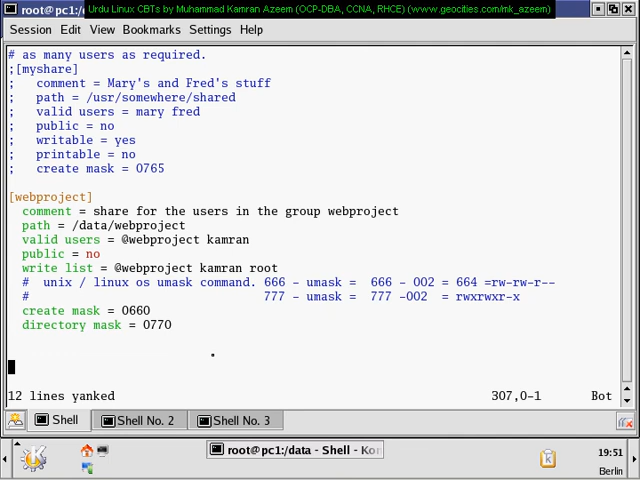 root@pc1:/
Urdu Linux CBTs by Muhammad Kamran Azeem (OCP-DBA, CCNA, RHCE) (www.geocities.com/mk_azeem)
Session Edit View Bookmarks Settings Help
# as many users as required.
;[myshare]
;   comment = Mary's and Fred's stuff
;   path = /usr/somewhere/shared
;   valid users = mary fred
;   public = no
;   writable = yes
;   printable = no
;   create mask = 0765
[webproject]
  comment = share for the users in the group webproject
  path = /data/webproject
  valid users = @webproject kamran
  public = no
  write list = @webproject kamran root
  #  unix / linux os umask command. 666 - umask =  666 - 002 = 664 =rw-rw-r--
  #                                 777 - umask =  777 -002  = rwxrwxr-x
  create mask = 0660
  directory mask = 0770
12 lines yanked 307,0-1 Bot
Shell Shell No. 2 Shell No. 3
root@pc1:/data - Shell - Kon
19:51
Berlin